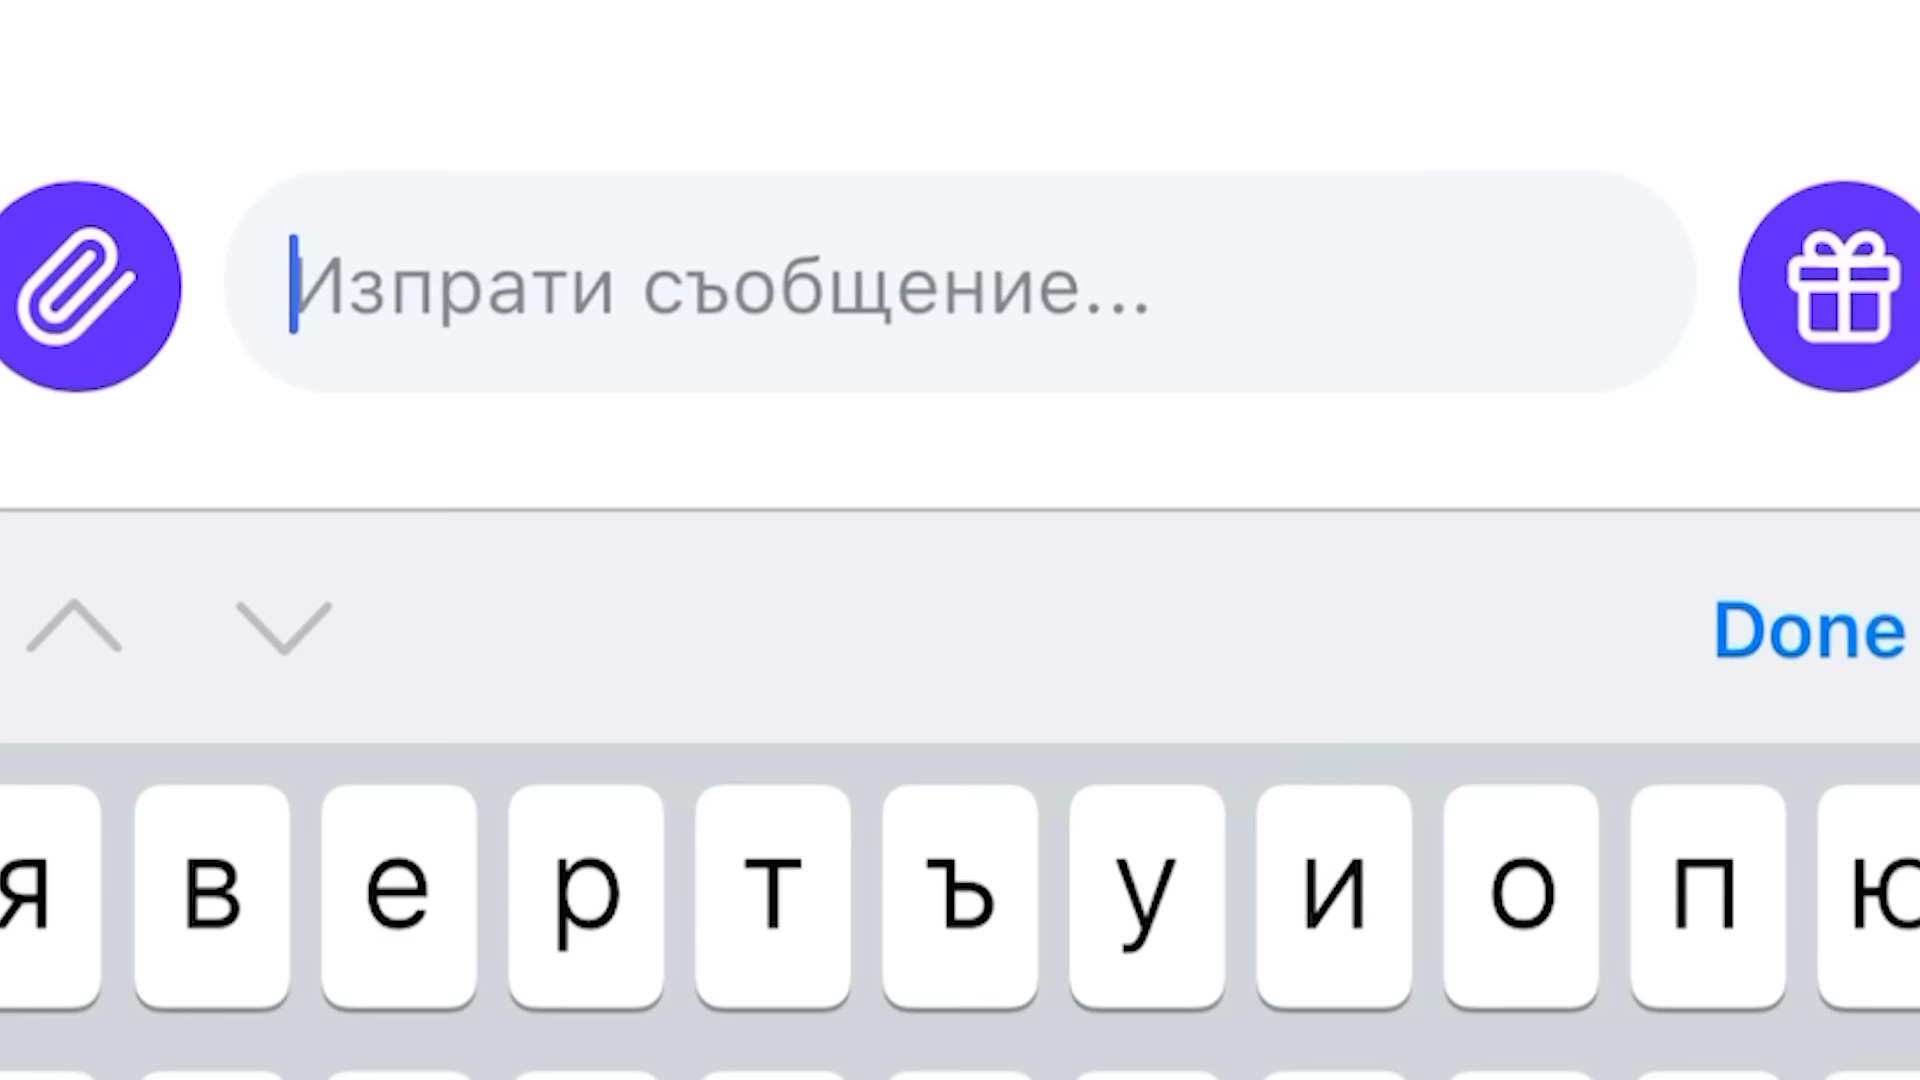 Изпрати съобщение...
Done
я в е р т ъ у и о п ю